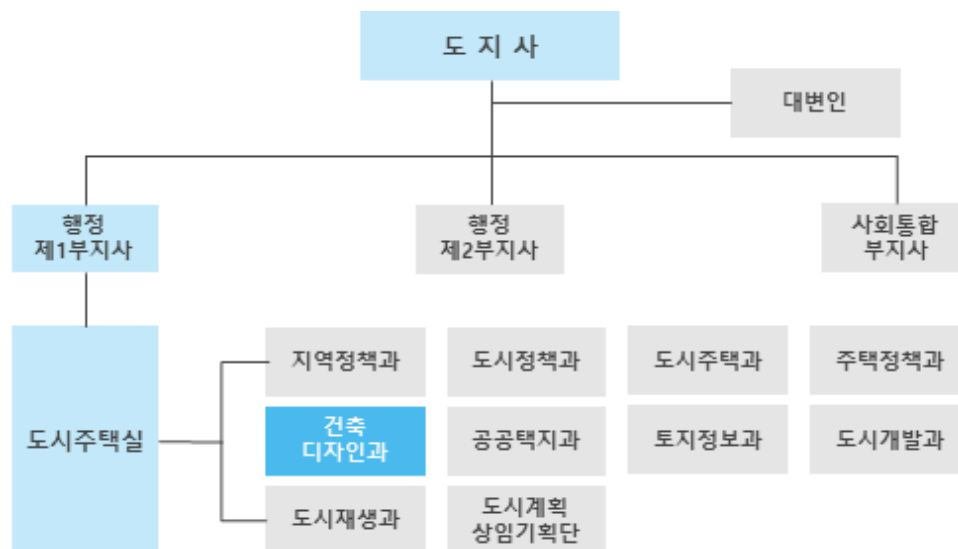 도 지 사
대변인
행정
제1부지사
행정
제2부지사
사회통합
부지사
도시주택실
지역정책과
도시정책과
도시주택과
주택정책과
건축
디자인과
공공택지과
토지정보과
도시개발과
도시재생과
도시계획
상임기획단